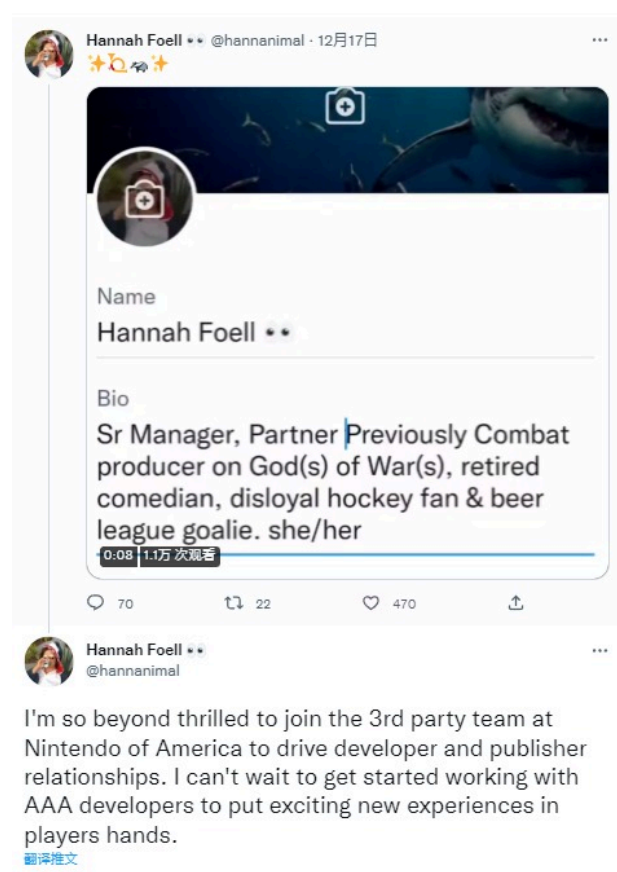 Hannah Foell 👀 @hannanimal · 12月17日
Name
Hannah Foell 👀
Bio
Sr Manager, Partner Previously Combat
producer on God(s) of War(s), retired
comedian, disloyal hockey fan & beer
league goalie. she/her
0:08 1.1万 次观看
70 22 470
Hannah Foell 👀
@hannanimal
I'm so beyond thrilled to join the 3rd party team at
Nintendo of America to drive developer and publisher
relationships. I can't wait to get started working with
AAA developers to put exciting new experiences in
players hands.
翻译推文